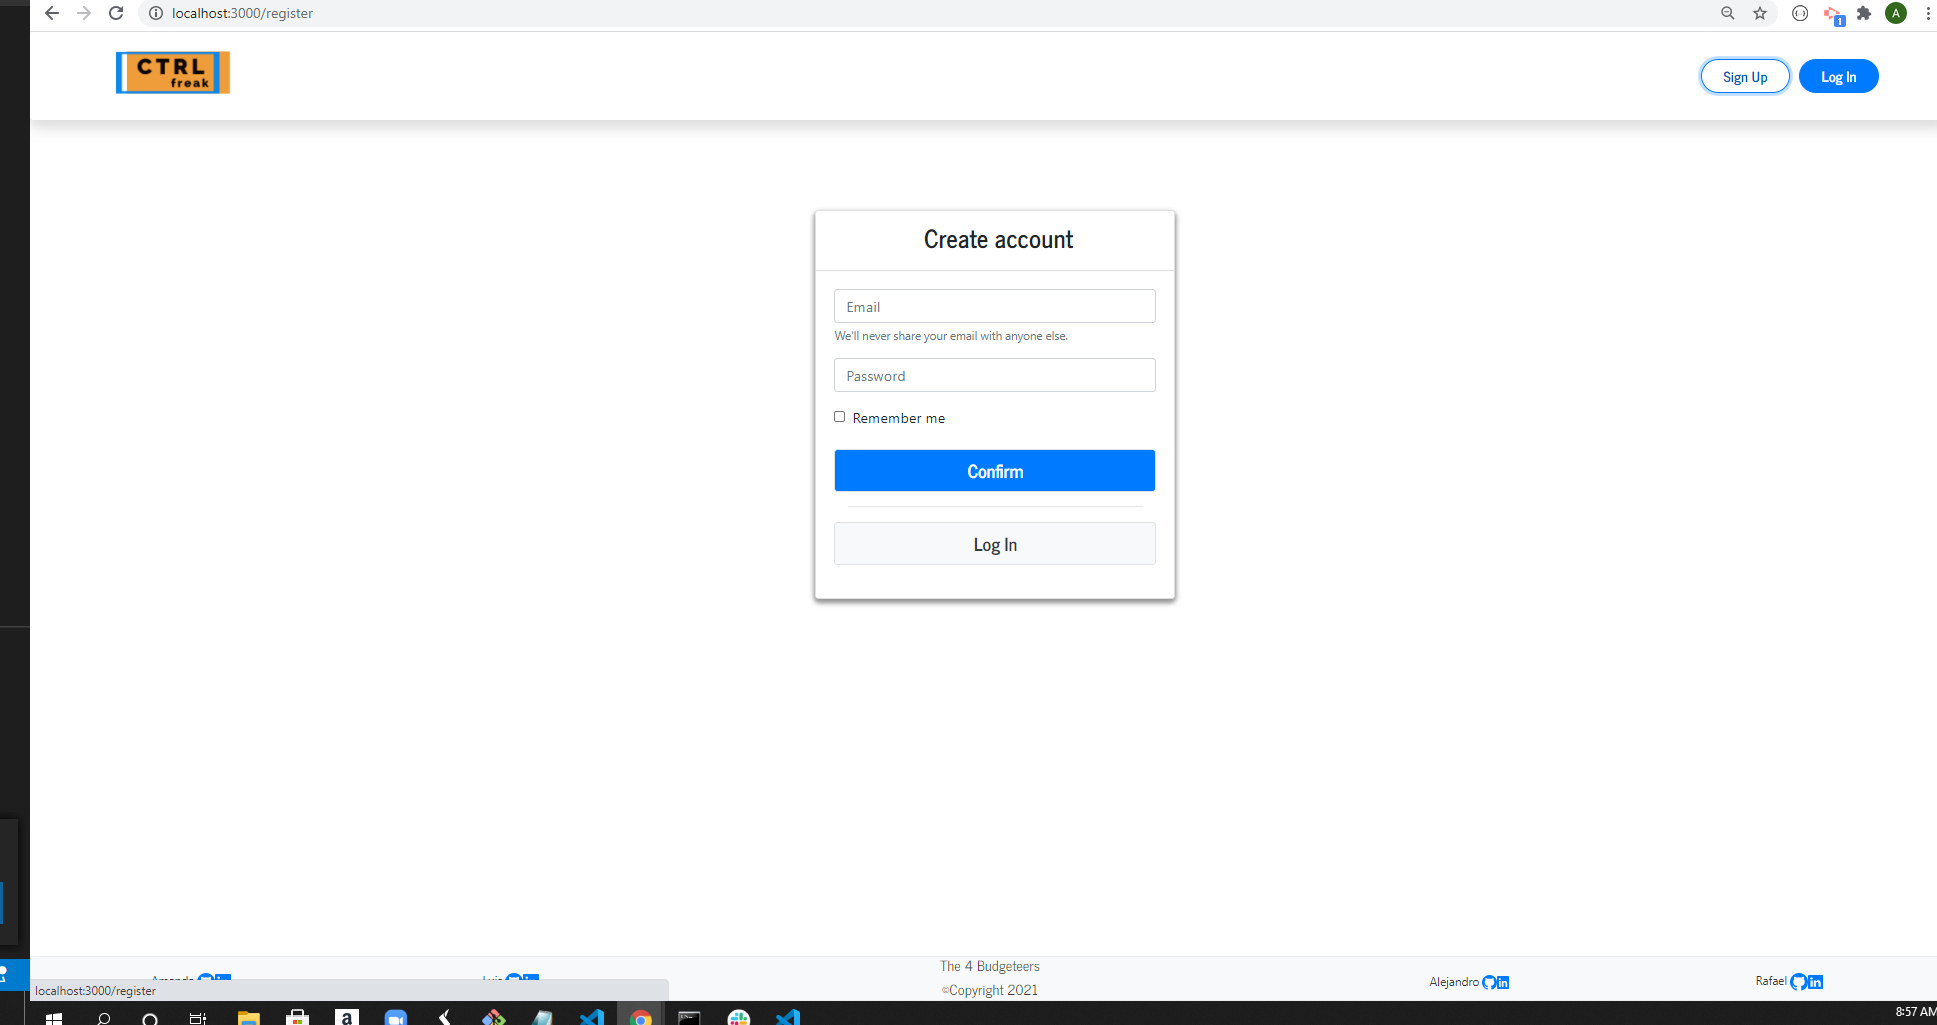 localhost:3000/register
1
A
CTRL
freak
Sign Up
Log In
Create account
Email
We'll never share your email with anyone else.
Password
Remember me
Confirm
Log In
The 4 Budgeteers
©Copyright 2021
Alejandro
Rafael
localhost:3000/register
8:57 AM